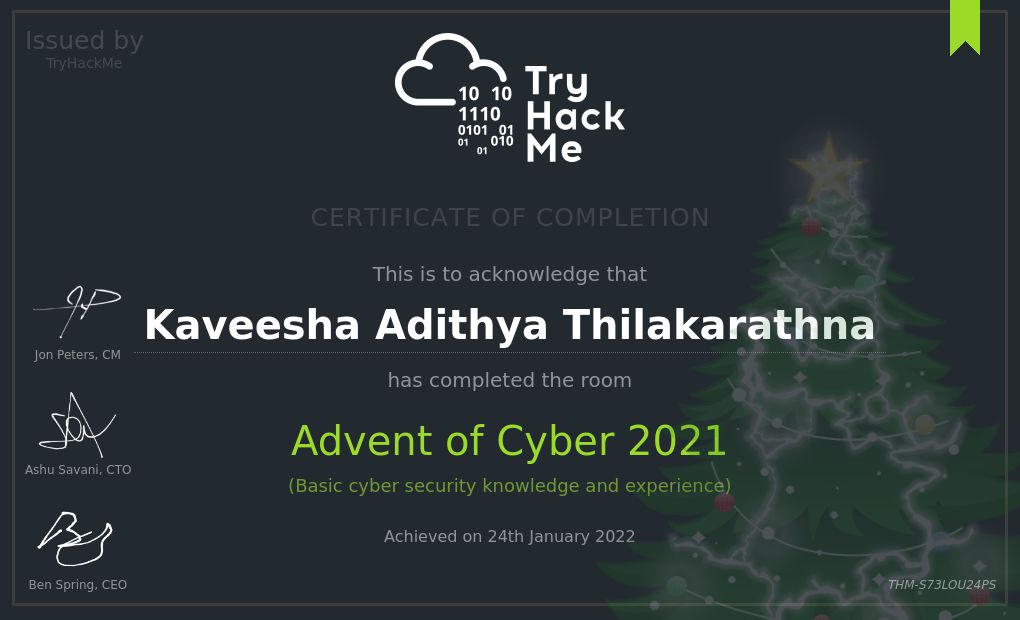 Issued by
TryHackMe
10 10
1110
0101 01
01 010
01
Try
Hack
Me
CERTIFICATE OF COMPLETION
This is to acknowledge that
Kaveesha Adithya Thilakarathna
has completed the room
Advent of Cyber 2021
(Basic cyber security knowledge and experience)
Achieved on 24th January 2022
Jon Peters, CM
Ashu Savani, CTO
Ben Spring, CEO
THM-S73LOU24PS